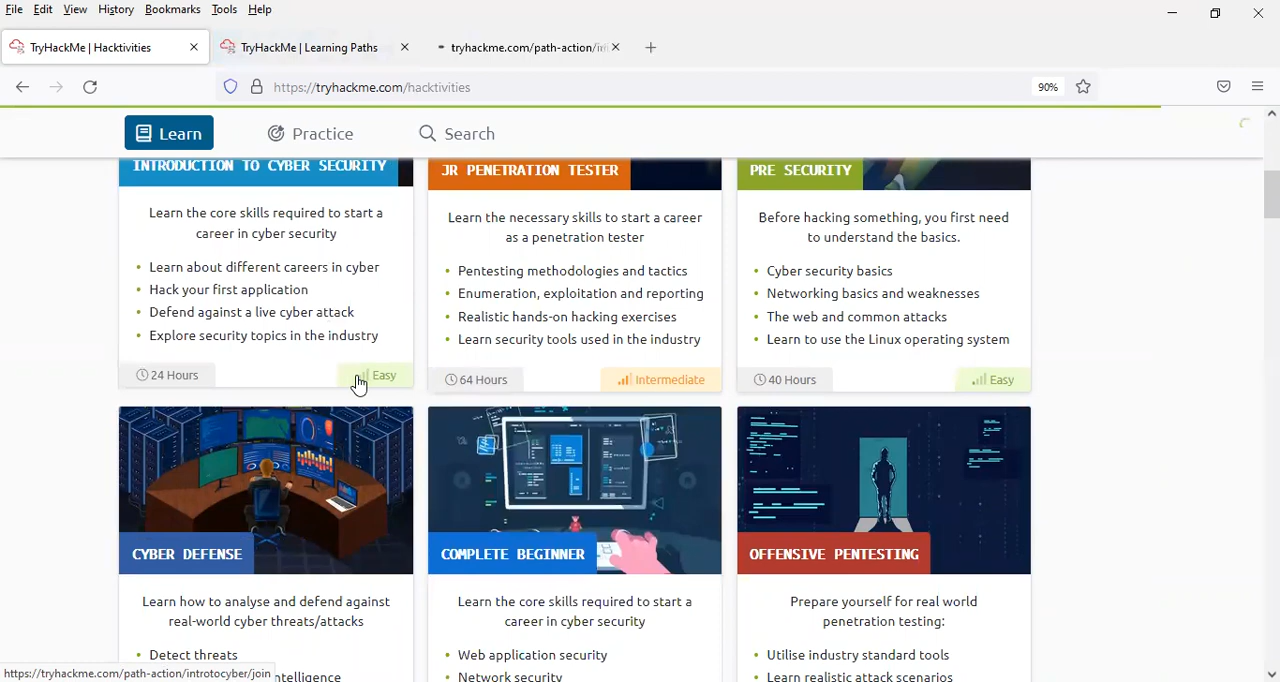 File Edit View History Bookmarks Tools Help
TryHackMe | Hacktivities
TryHackMe | Learning Paths
tryhackme.com/path-action/in
https://tryhackme.com/hacktivities
90%
Learn
Practice
Search
INTRODUCTION TO CYBER SECURITY
Learn the core skills required to start a
career in cyber security
• Learn about different careers in cyber
• Hack your first application
• Defend against a live cyber attack
• Explore security topics in the industry
24 Hours
Easy
JR PENETRATION TESTER
Learn the necessary skills to start a career
as a penetration tester
• Pentesting methodologies and tactics
• Enumeration, exploitation and reporting
• Realistic hands-on hacking exercises
• Learn security tools used in the industry
64 Hours
Intermediate
PRE SECURITY
Before hacking something, you first need
to understand the basics.
• Cyber security basics
• Networking basics and weaknesses
• The web and common attacks
• Learn to use the Linux operating system
40 Hours
Easy
CYBER DEFENSE
Learn how to analyse and defend against
real-world cyber threats/attacks
• Detect threats
ntelligence
COMPLETE BEGINNER
Learn the core skills required to start a
career in cyber security
• Web application security
• Network security
OFFENSIVE PENTESTING
Prepare yourself for real world
penetration testing:
• Utilise industry standard tools
• Learn realistic attack scenarios
https://tryhackme.com/path-action/introtocyber/join